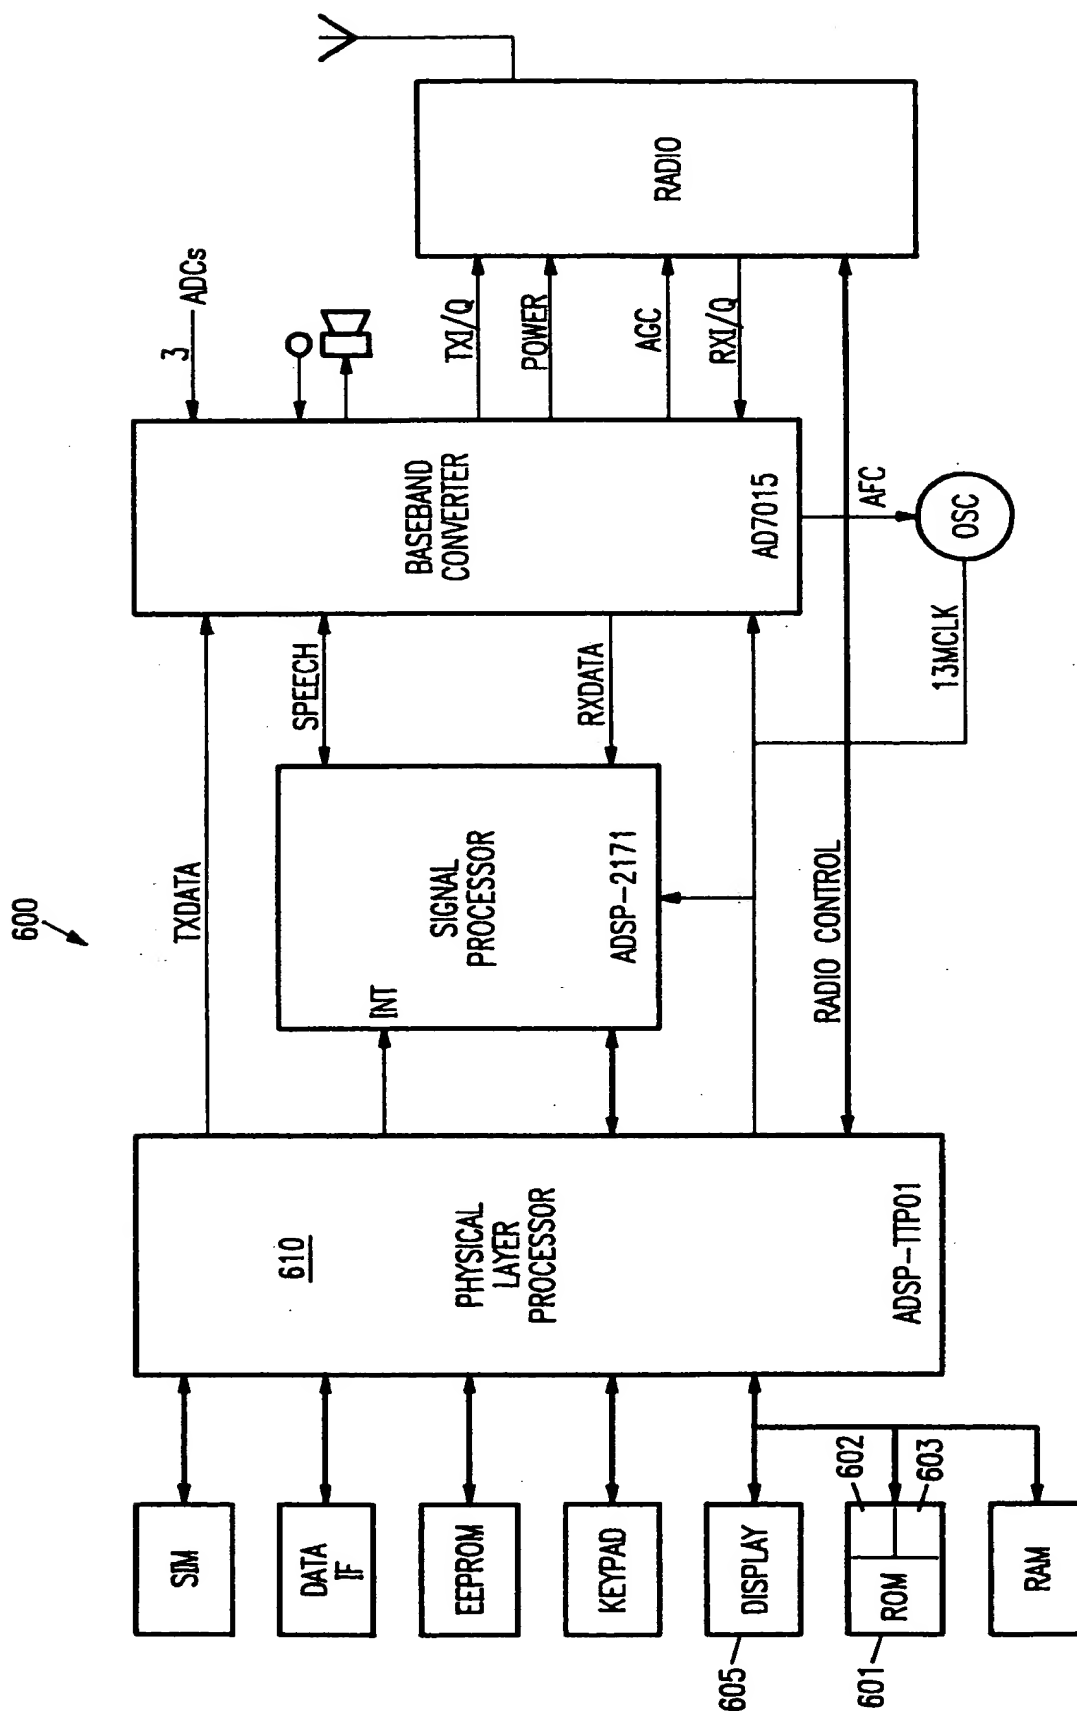 600
SIM
DATA
IF
EEPROM
KEYPAD
DISPLAY
605
ROM
601
602
603
RAM
610
PHYSICAL
LAYER
PROCESSOR
ADSP-TTP01
TXDATA
INT
SIGNAL
PROCESSOR
ADSP-2171
SPEECH
RXDATA
RADIO CONTROL
13MCLK
BASEBAND
CONVERTER
AD7015
AFC
OSC
3
ADCs
TXI/Q
POWER
AGC
RXI/Q
RADIO